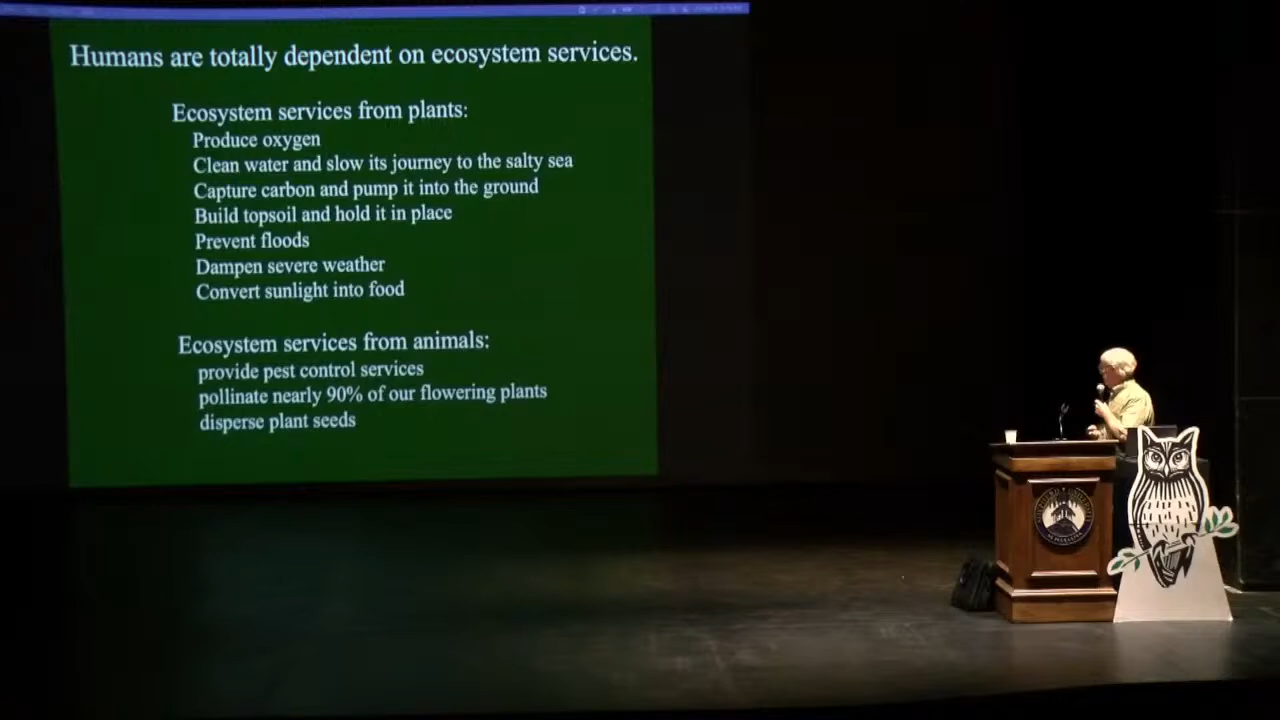 Humans are totally dependent on ecosystem services.
Ecosystem services from plants:
Produce oxygen
Clean water and slow its journey to the salty sea
Capture carbon and pump it into the ground
Build topsoil and hold it in place
Prevent floods
Dampen severe weather
Convert sunlight into food
Ecosystem services from animals:
provide pest control services
pollinate nearly 90% of our flowering plants
disperse plant seeds